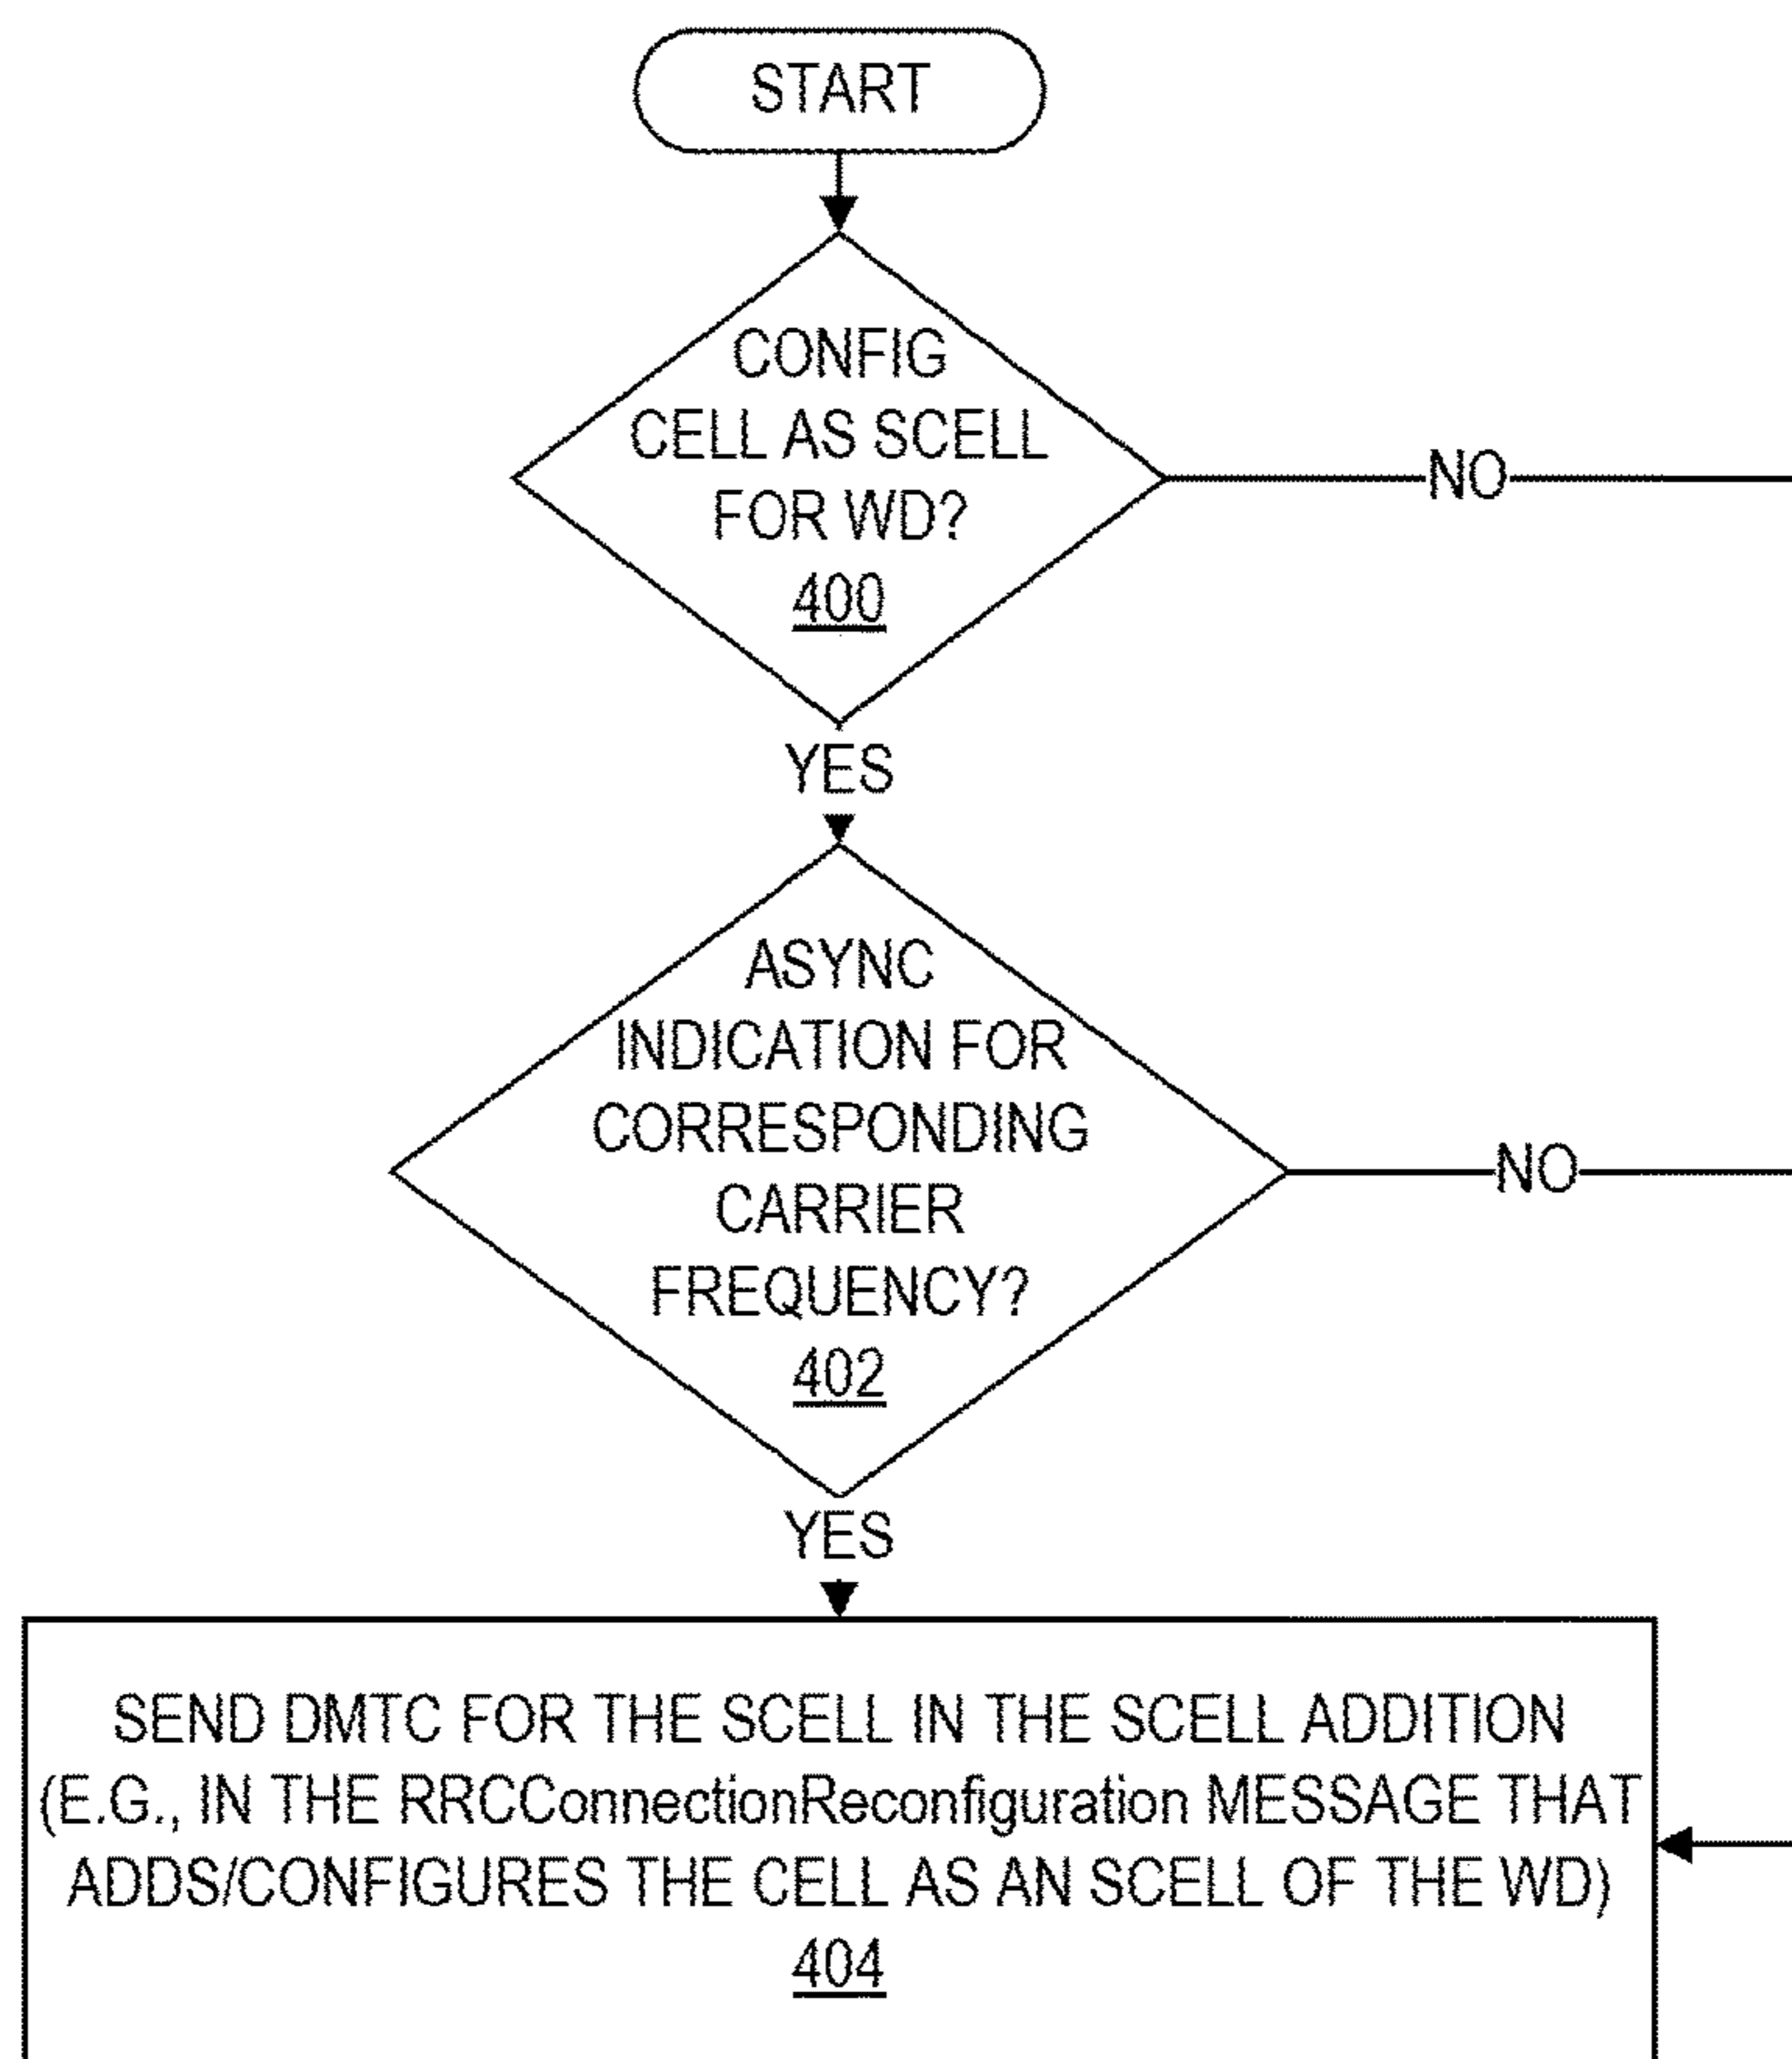 START
CONFIG
CELL AS SCELL
FOR WD?
400
NO
YES
ASYNC
INDICATION FOR
CORRESPONDING
CARRIER
FREQUENCY?
402
NO
YES
SEND DMTC FOR THE SCELL IN THE SCELL ADDITION
(E.G., IN THE RRCConnectionReconfiguration MESSAGE THAT
ADDS/CONFIGURES THE CELL AS AN SCELL OF THE WD)
404